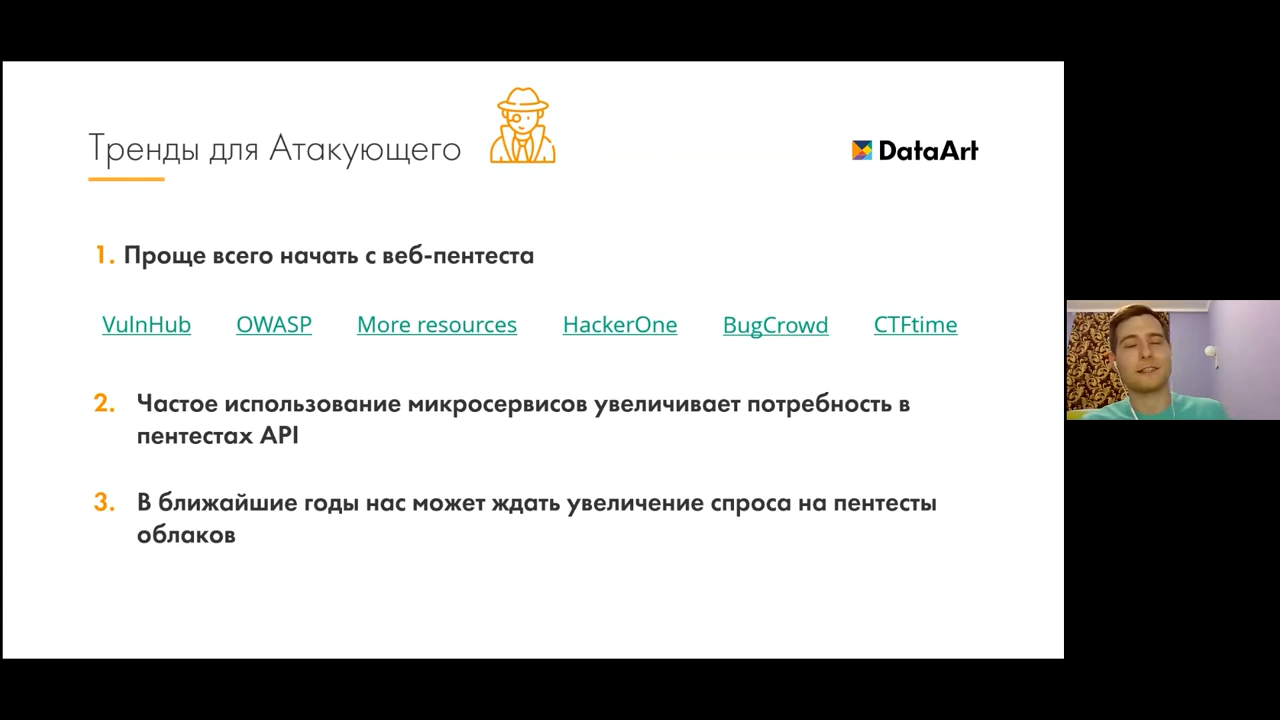 Тренды для Атакующего
DataArt
1. Проще всего начать с веб-пентеста
VulnHub OWASP More resources HackerOne BugCrowd CTFtime
2. Частое использование микросервисов увеличивает потребность в
пентестах API
3. В ближайшие годы нас может ждать увеличение спроса на пентесты
облаков